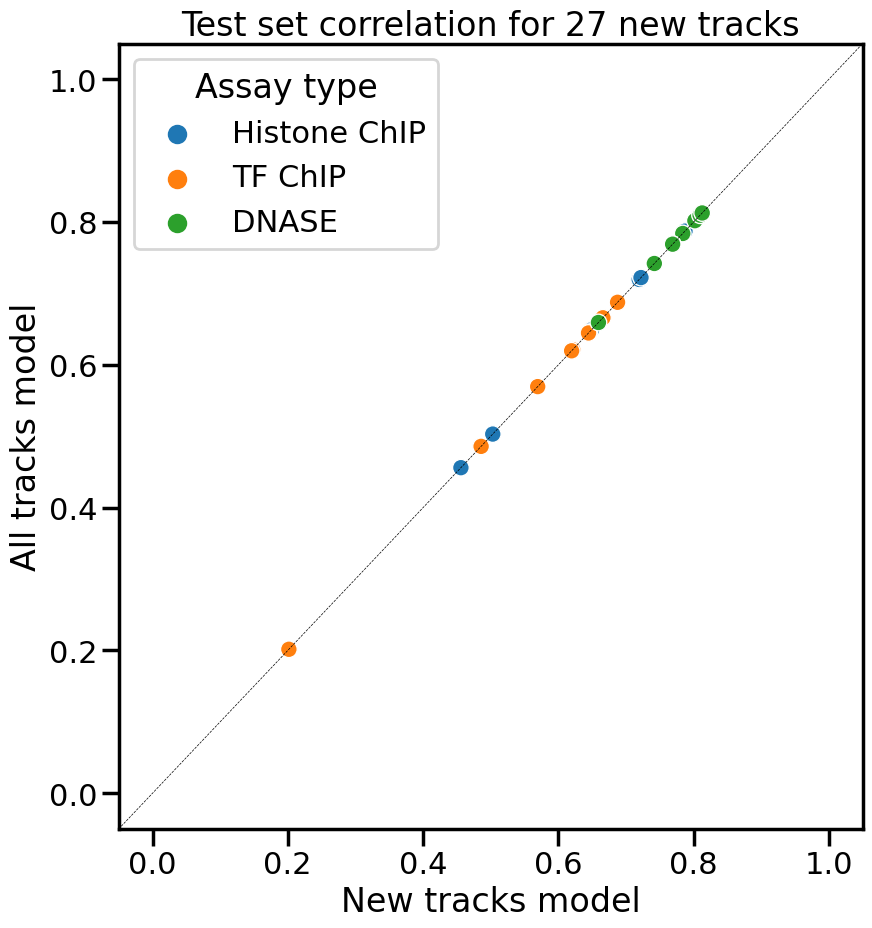 Test set correlation for 27 new tracks
Assay type
Histone ChIP
TF ChIP
DNASE
1.0
0.8
0.6
0.4
0.2
0.0
All tracks model
0.0 0.2 0.4 0.6 0.8 1.0
New tracks model